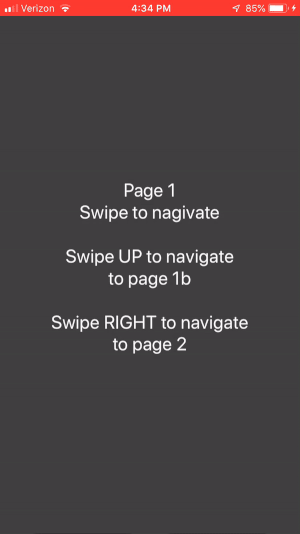 Verizon 4:34 PM 85%
Page 1
Swipe to nagivate
Swipe UP to navigate
to page 1b
Swipe RIGHT to navigate
to page 2